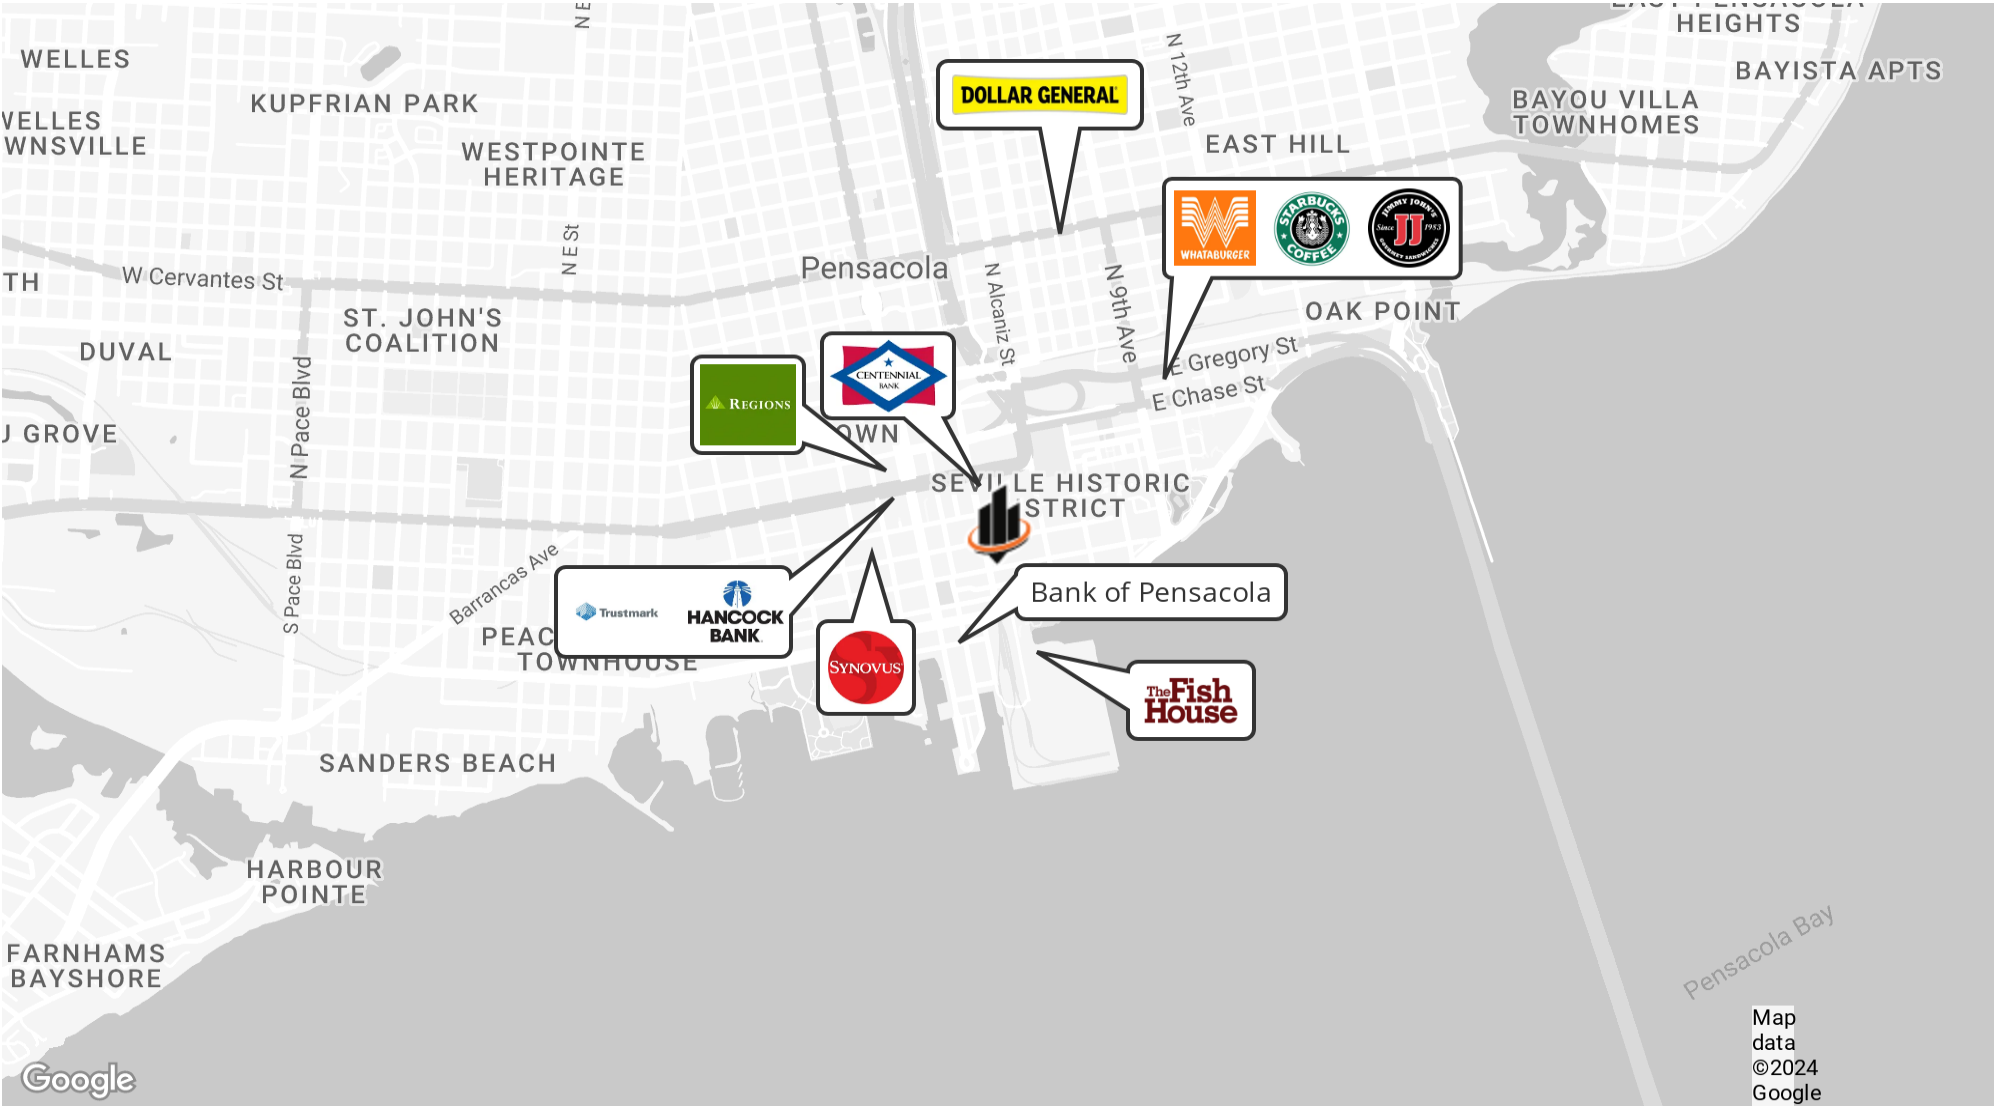 HEIGHTS
WELLES
BAYISTA APTS
KUPFRIAN PARK
DOLLAR GENERAL
N 12th Ave
BAYOU VILLA
TOWNHOMES
WELLES
WNSVILLE
EAST HILL
WESTPOINTE
HERITAGE
WHATABURGER
STARBUCKS
COFFEE
JIMMY JOHN'S
Since JJ 1983
GOURMET SANDWICHES
N E St
Pensacola
TH
W Cervantes St
N Alcaniz St
N 9th Ave
OAK POINT
ST. JOHN'S
COALITION
DUVAL
E Gregory St
E Chase St
CENTENNIAL
BANK
REGIONS
N Pace Blvd
U GROVE
OWN
SEVILLE HISTORIC
ISTRICT
S Pace Blvd
Barrancas Ave
Trustmark
HANCOCK
BANK
Bank of Pensacola
PEAC
TOWNHOUSE
SYNOVUS
The Fish
House
SANDERS BEACH
HARBOUR
POINTE
FARNHAMS
BAYSHORE
Pensacola Bay
Map
data
©2024
Google
Google